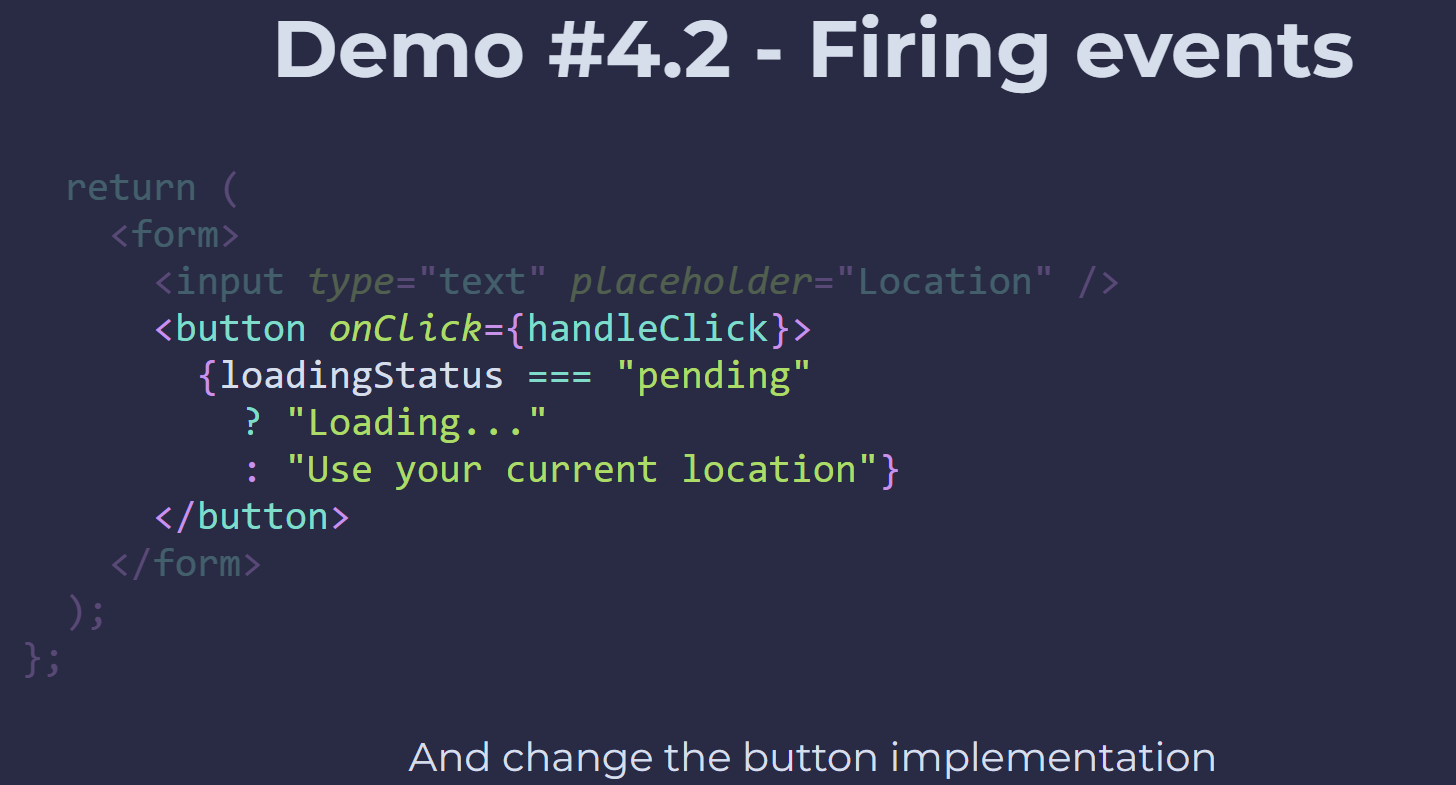 Demo #4.2 - Firing events
return (
<form>
<input type="text" placeholder="Location" />
<button onClick={handleClick}>
{loadingStatus === "pending"
? "Loading..."
: "Use your current location"}
</button>
</form>
);
};
And change the button implementation